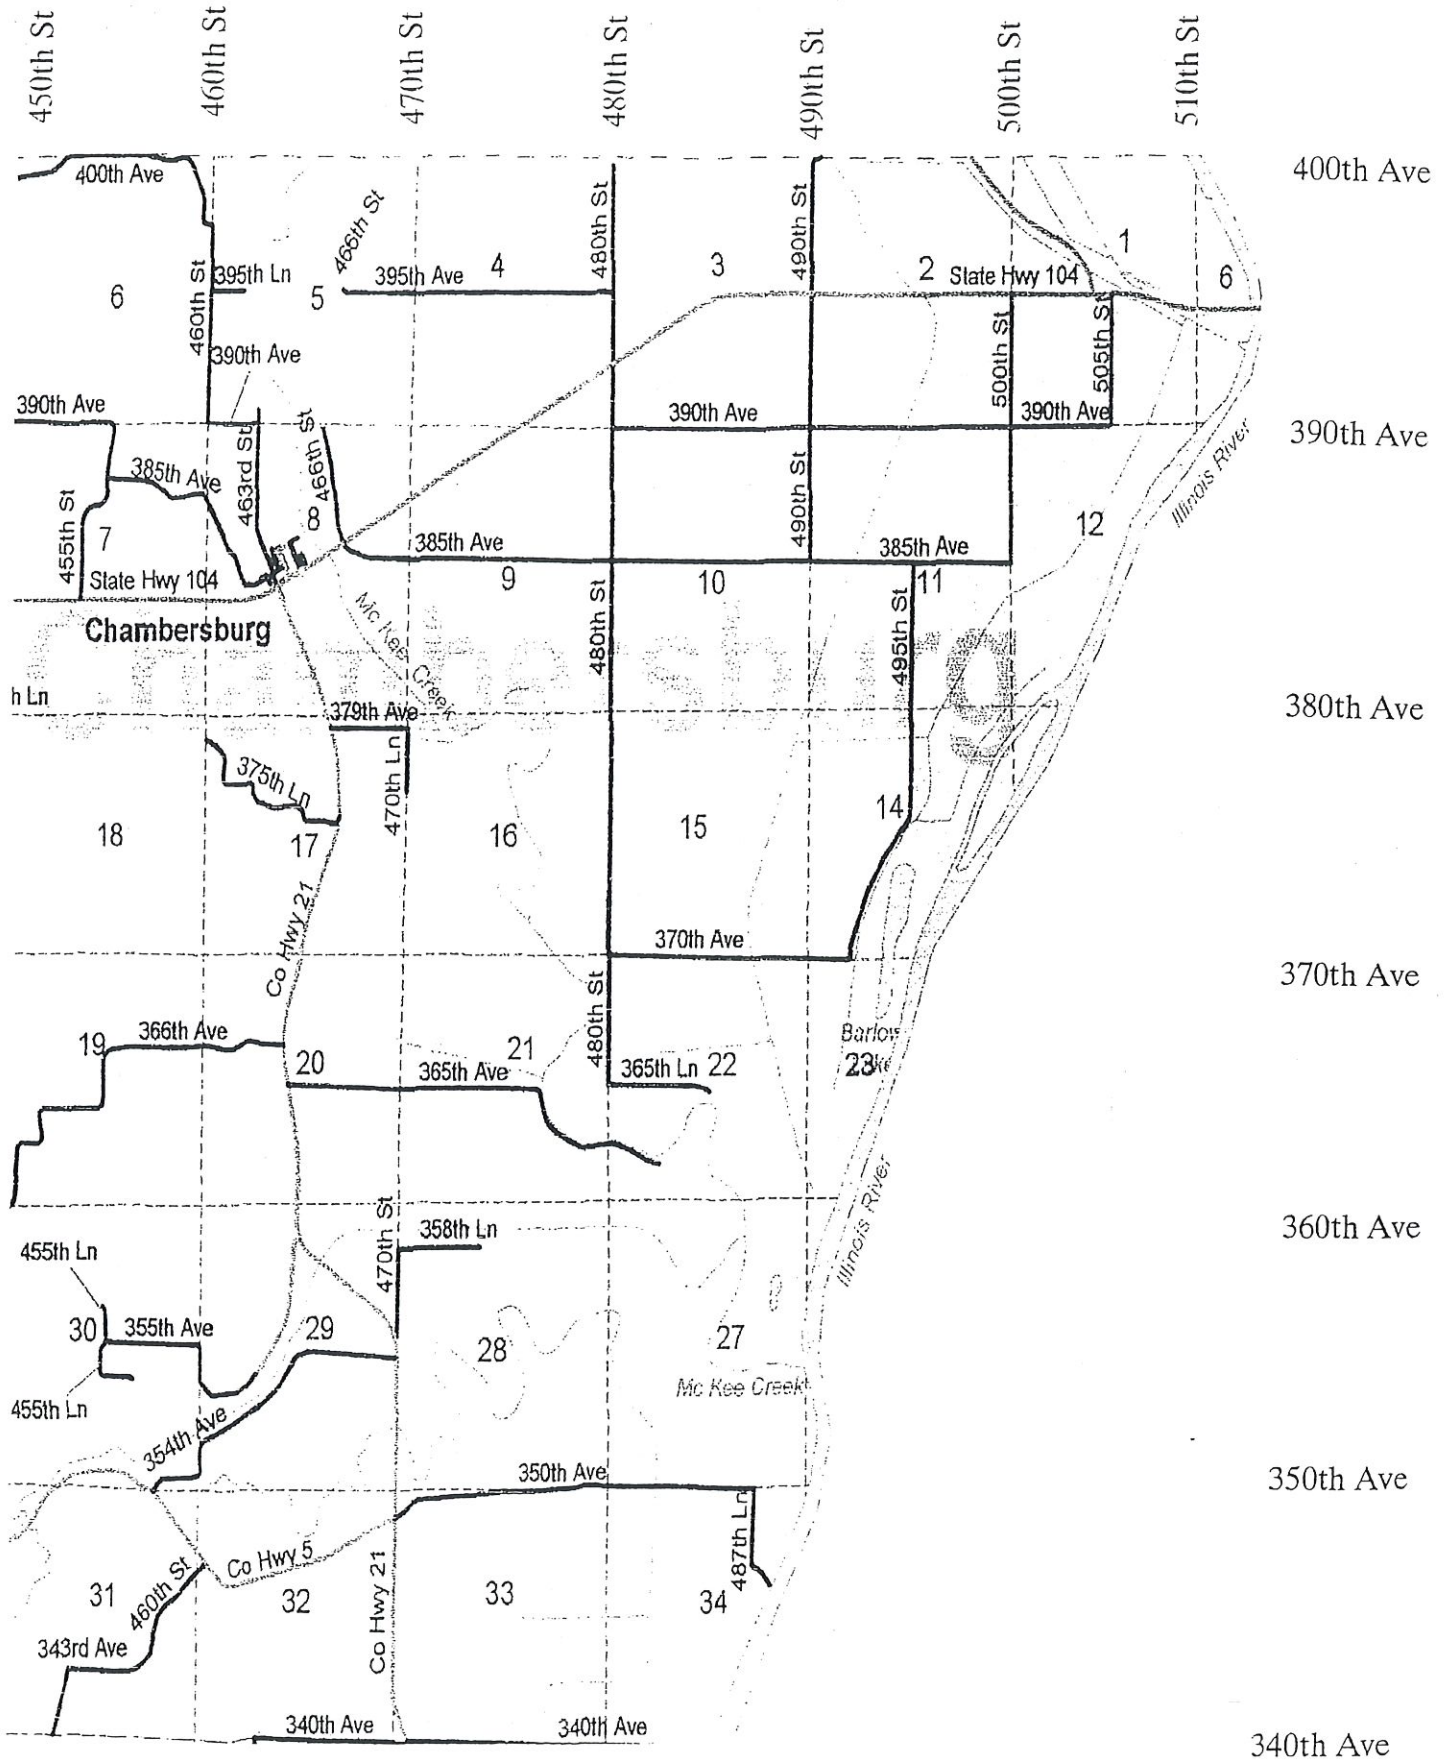 450th St
460th St
470th St
480th St
490th St
500th St
510th St
400th Ave
400th Ave
466th St
480th St
490th St
1
395th Ln
395th Ave
4
3
2
State Hwy 104
6
6
5
460th St
500th St
505th St
390th Ave
390th Ave
390th Ave
390th Ave
390th Ave
463rd St
466th St
490th St
Illinois River
385th Ave
455th St
7
8
12
385th Ave
385th Ave
State Hwy 104
9
10
11
Chambersburg
Mc Kee Creek
480th St
495th St
Chambersburg
h Ln
379th Ave
380th Ave
375th Ln
470th Ln
14
18
17
16
15
Co Hwy 21
370th Ave
370th Ave
480th St
19
366th Ave
20
21
365th Ave
365th Ln
22
23
Illinois River
470th St
358th Ln
360th Ave
455th Ln
30
355th Ave
29
28
27
Mc Kee Creek
455th Ln
354th Ave
350th Ave
350th Ave
487th Ln
Co Hwy 5
31
460th St
32
Co Hwy 21
33
34
343rd Ave
340th Ave
340th Ave
340th Ave